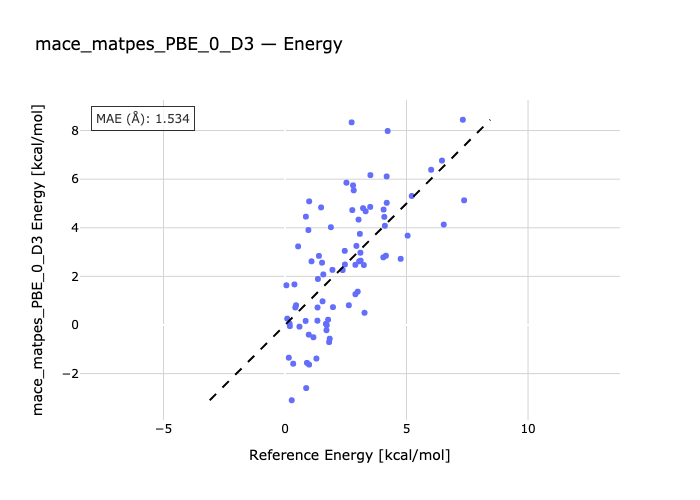 mace_matpes_PBE_0_D3 — Energy
MAE (Å): 1.534
mace_matpes_PBE_0_D3 Energy [kcal/mol]
8
6
4
2
0
−2
−5
0
5
10
Reference Energy [kcal/mol]